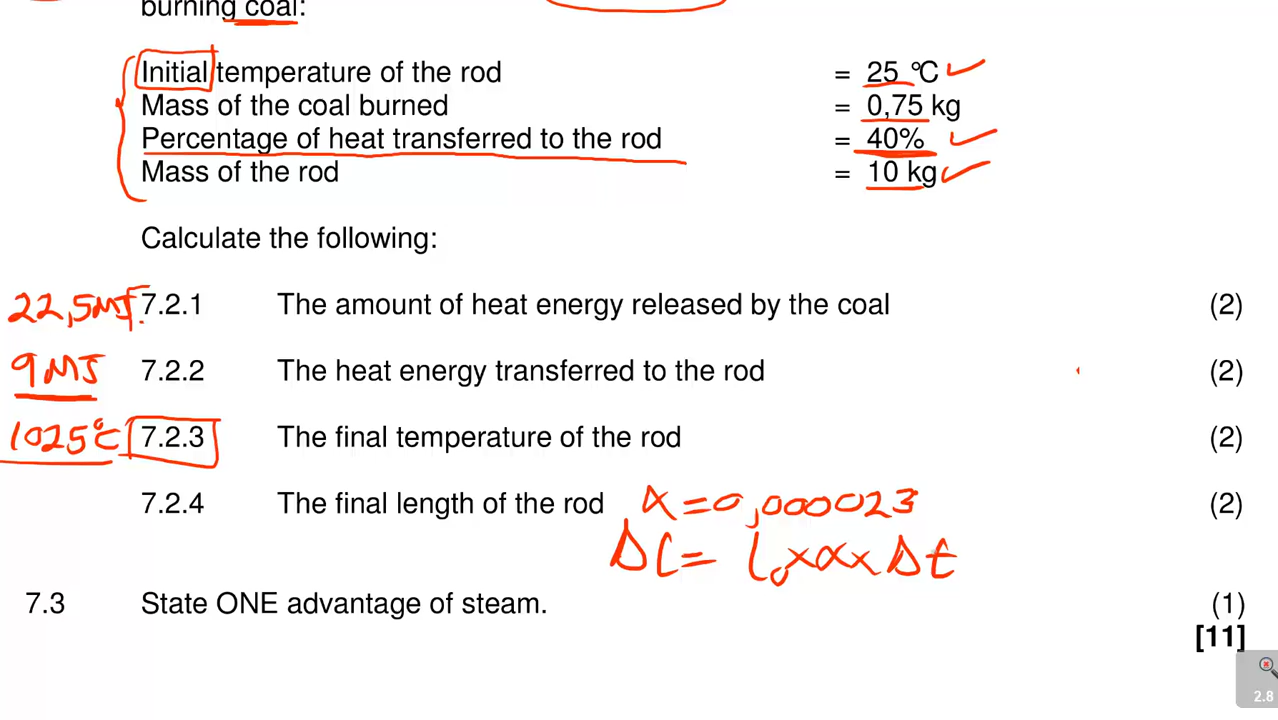 burning coal:
Initial temperature of the rod = 25 °C
Mass of the coal burned = 0,75 kg
Percentage of heat transferred to the rod = 40%
Mass of the rod = 10 kg
Calculate the following:
22,5MJ. 7.2.1 The amount of heat energy released by the coal (2)
9MJ 7.2.2 The heat energy transferred to the rod (2)
1025°C 7.2.3 The final temperature of the rod (2)
7.2.4 The final length of the rod α=0,000023 (2)
Δl= l₀×α×Δt
7.3 State ONE advantage of steam. (1)
[11]
2.8